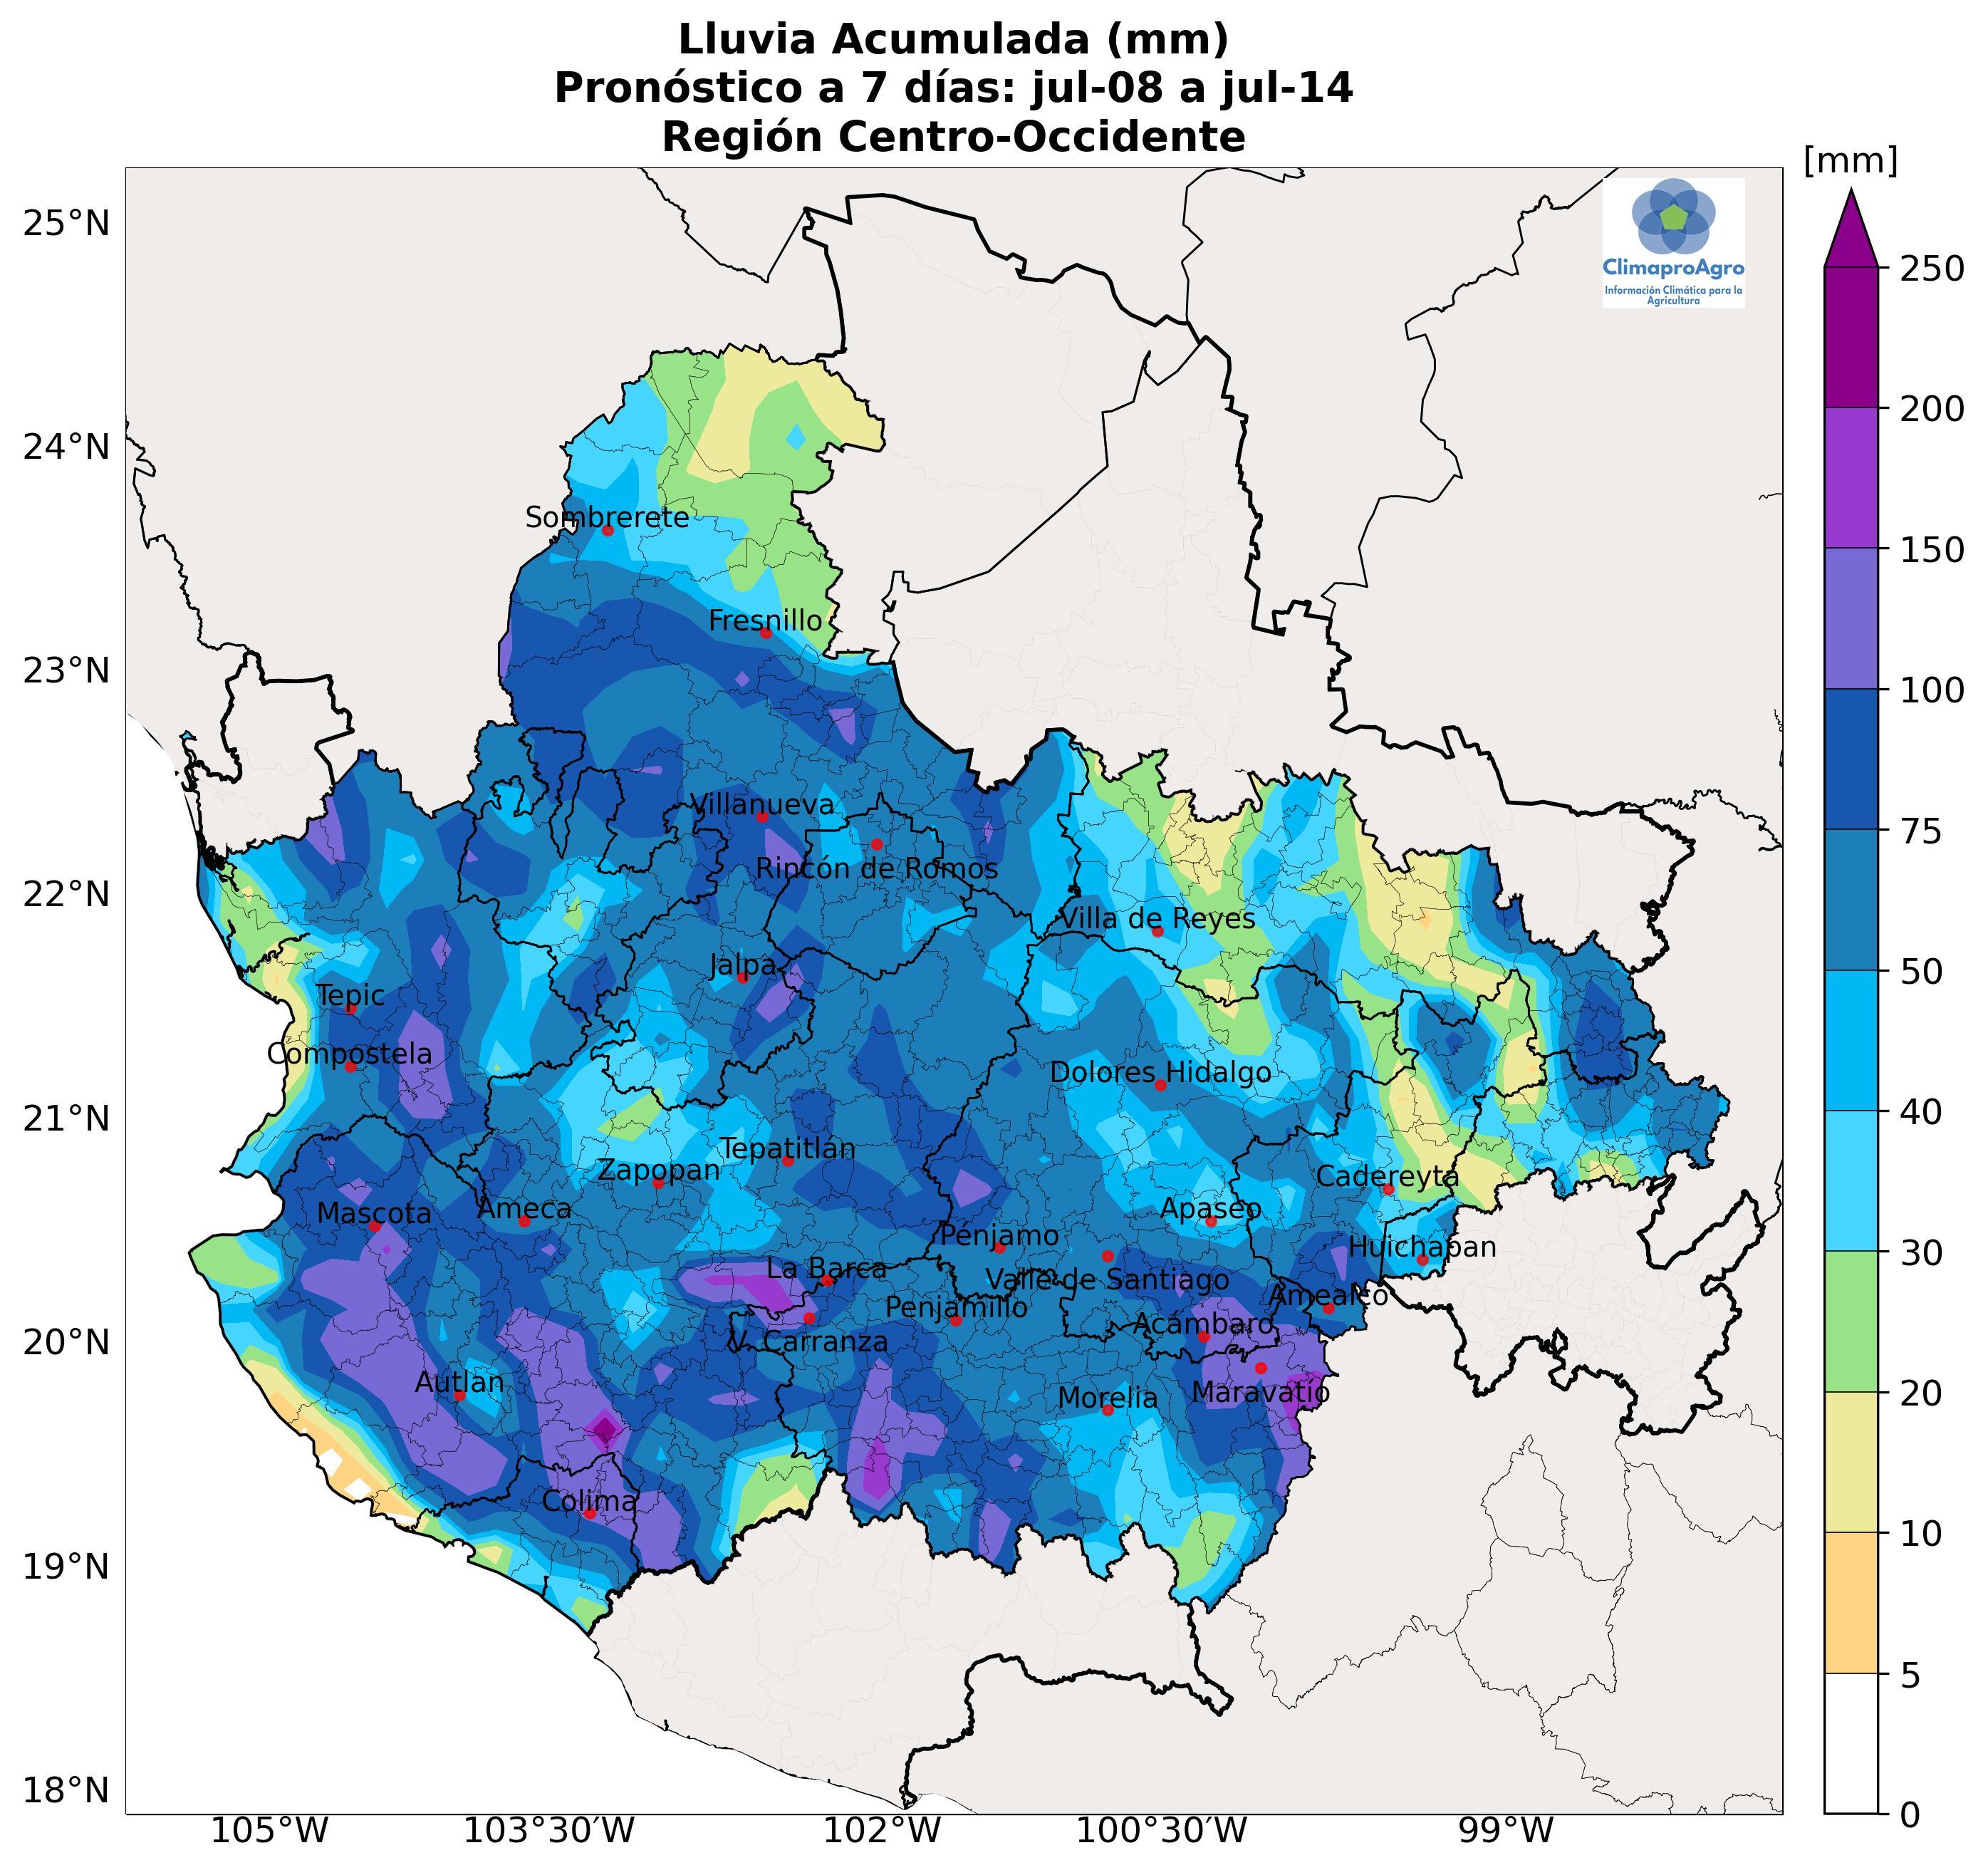 Lluvia Acumulada (mm)
Pronóstico a 7 días: jul-08 a jul-14
Región Centro-Occidente
[mm]
ClimaproAgro
Información Climática para la
Agricultura
25°N
24°N
23°N
22°N
21°N
20°N
19°N
18°N
Sombrerete
Fresnillo
Villanueva
Rincón de Romos
Villa de Reyes
Jalpa
Tepic
Compostela
Dolores Hidalgo
Tepatitlán
Zapopan
Cadereyta
Mascota
Ameca
Apaseo
Penjamo
Huichapan
La Barca
Valle de Santiago
Amealco
Penjamillo
Acámbaro
V. Carranza
Autlán
Morelia
Maravatío
Colima
105°W
103°30'W
102°W
100°30'W
99°W
250
200
150
100
75
50
40
30
20
10
5
0